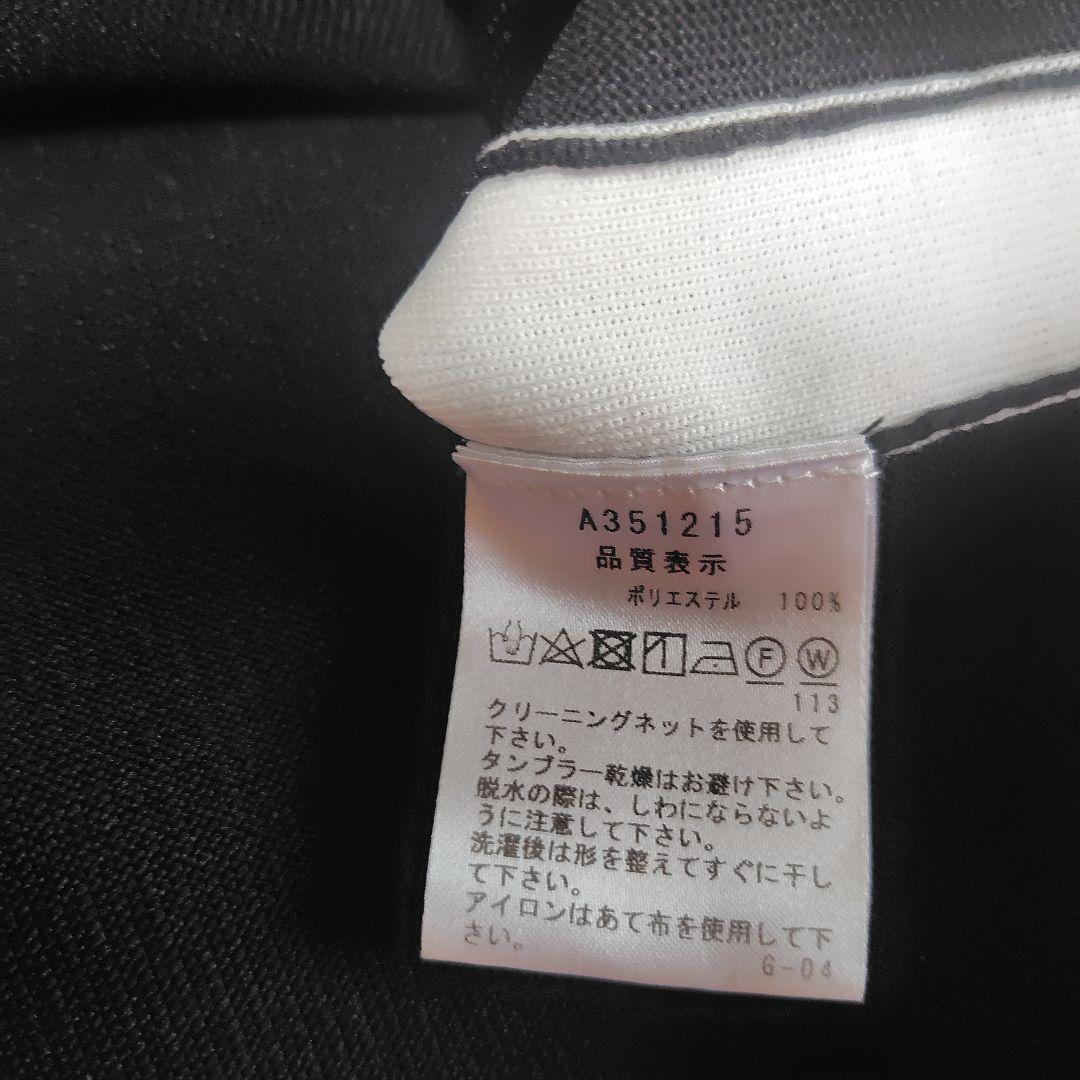 A351215
品質表示
ポリエステル 100%
F W
113
クリーニングネットを使用して
下さい。
タンブラー乾燥はお避け下さい。
脱水の際は、しわにならないよ
うに注意して下さい。
洗濯後は形を整えてすぐに干し
て下さい。
アイロンはあて布を使用して下
さい。
6-04